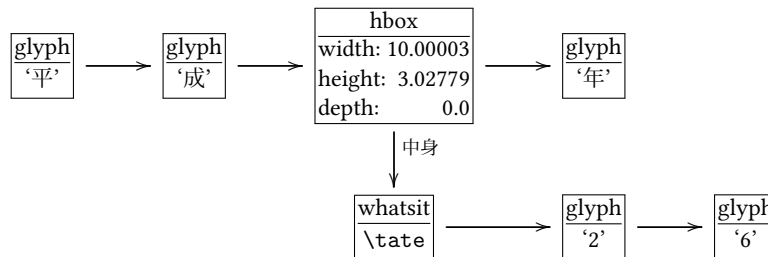 glyph
‘平’
glyph
‘成’
hbox
width: 10.00003
height: 3.02779
depth: 0.0
glyph
‘年’
中身
whatsit
\tate
glyph
‘2’
glyph
‘6’